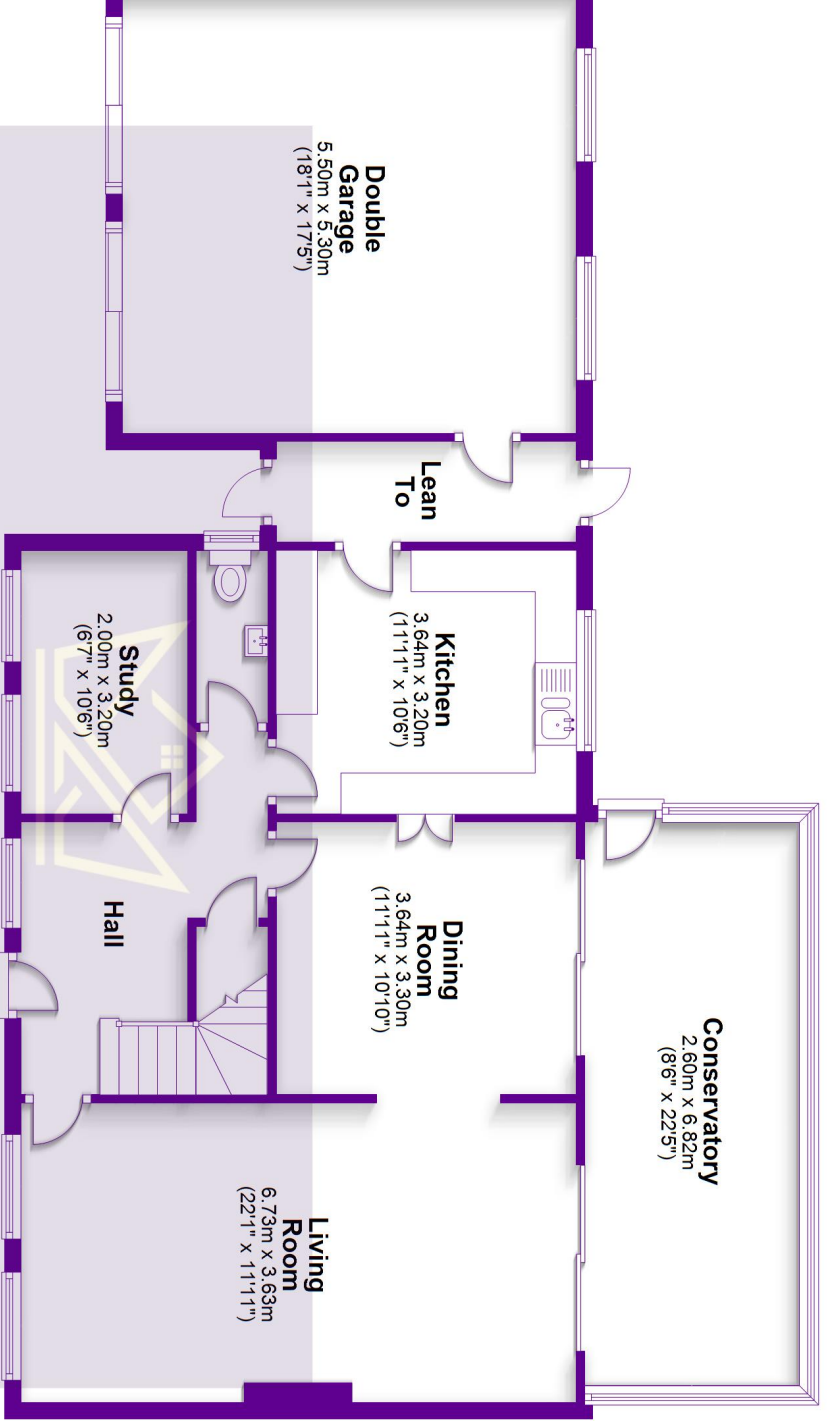 Double
Garage
5.50m x 5.30m
(18'1" x 17'5")
Lean
To
Kitchen
3.64m x 3.20m
(11'11" x 10'6")
Study
2.00m x 3.20m
(6'7" x 10'6")
Hall
Dining
Room
3.64m x 3.30m
(11'11" x 10'10")
Conservatory
2.60m x 6.82m
(8'6" x 22'5")
Living
Room
6.73m x 3.63m
(22'1" x 11'11")